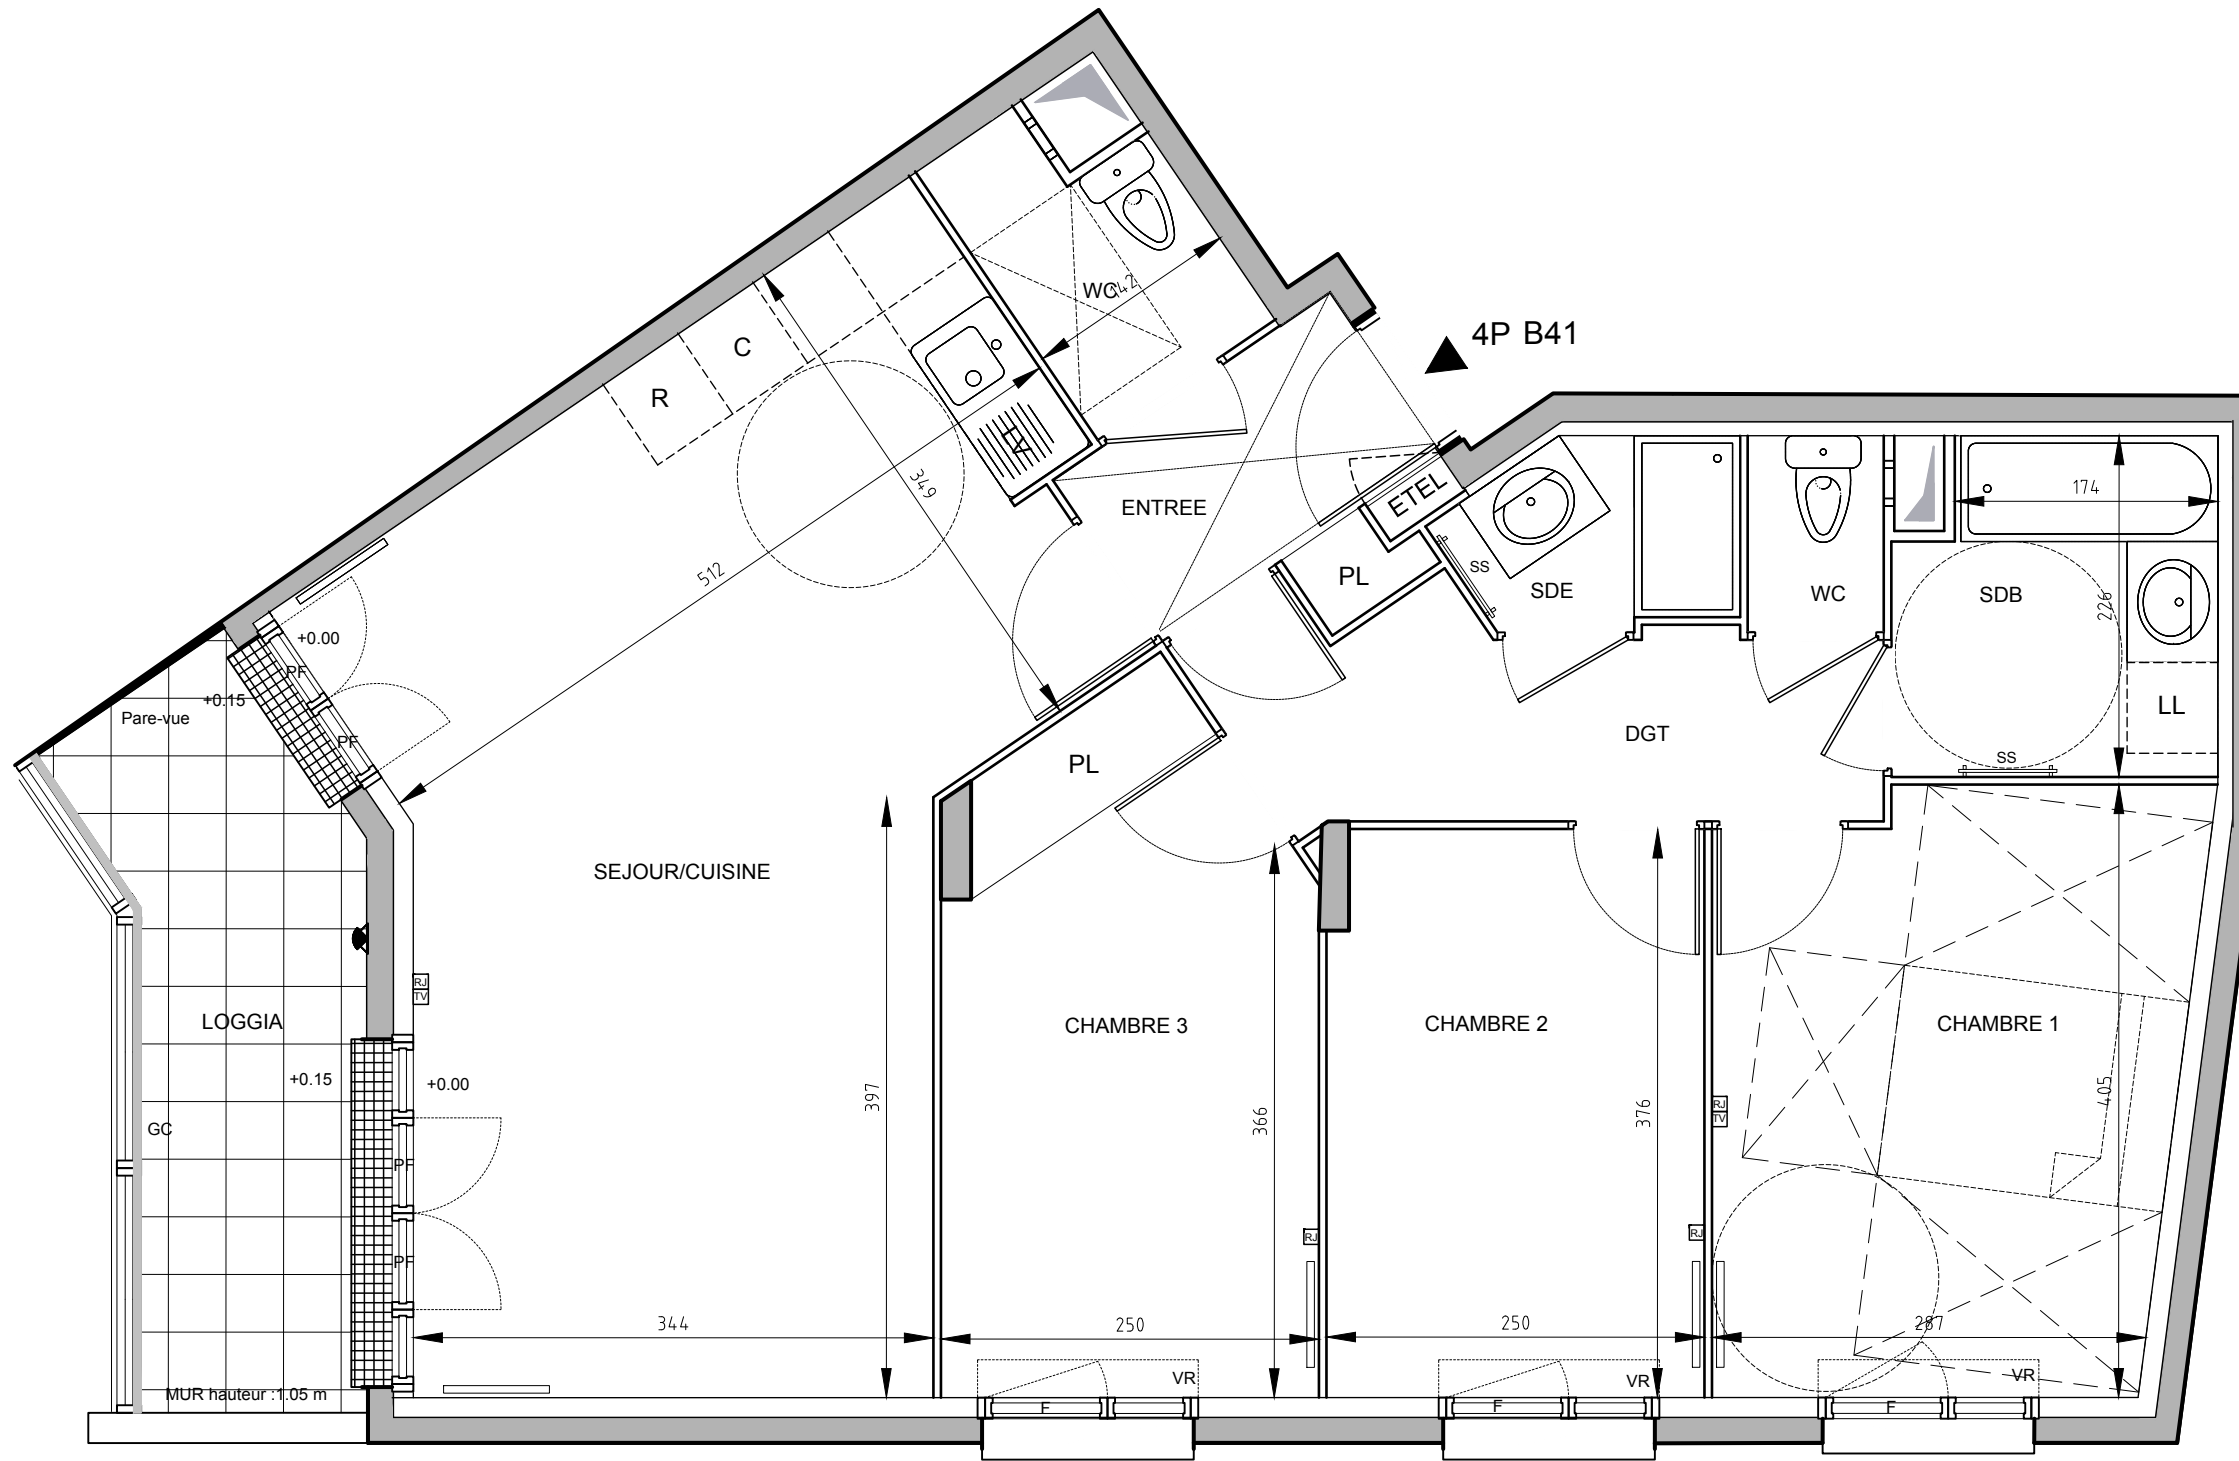 4P B41
WC
142
C
R
EV
349
512
ENTREE
ETEL
PL
SS
SDE
WC
SDB
174
226
LL
SS
DGT
+0.00
PF
+0.15
PF
Pare-vue
PL
SEJOUR/CUISINE
RJ
TV
LOGGIA
+0.15
+0.00
GC
PF
PF
MUR hauteur :1.05 m
397
344
CHAMBRE 3
366
RJ
250
VR
F
CHAMBRE 2
376
RJ
250
VR
F
CHAMBRE 1
405
RJ
TV
287
VR
F